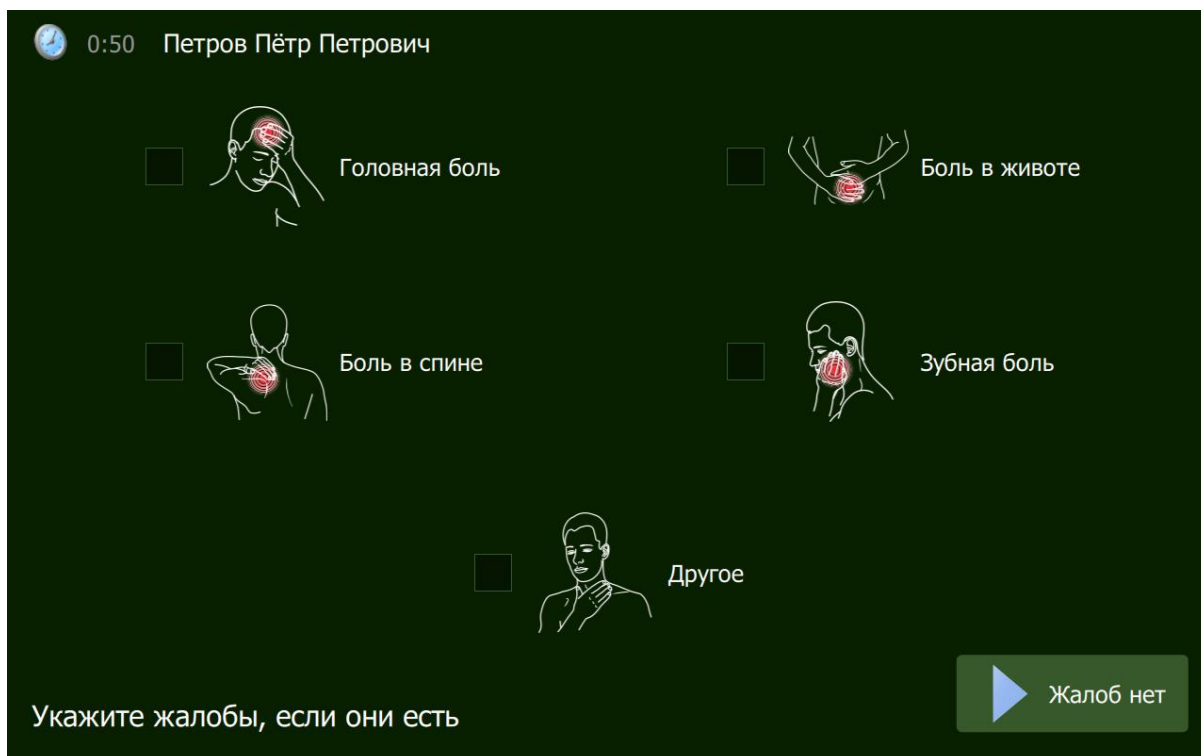 0:50 Петров Пётр Петрович
Головная боль
Боль в животе
Боль в спине
Зубная боль
Другое
Жалоб нет
Укажите жалобы, если они есть